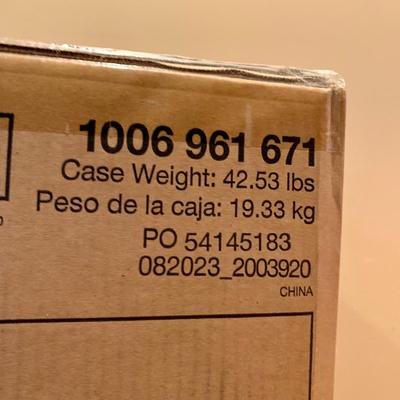 1006 961 671
Case Weight: 42.53 lbs
Peso de la caja: 19.33 kg
PO 54145183
082023_2003920
CHINA